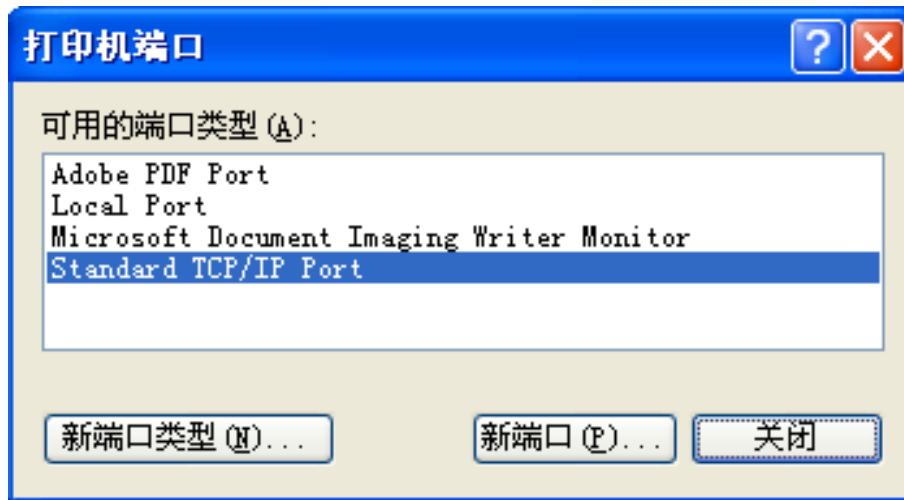 打印机端口
可用的端口类型(A):
Adobe PDF Port
Local Port
Microsoft Document Imaging Writer Monitor
Standard TCP/IP Port
新端口类型(N)... 新端口(P)... 关闭